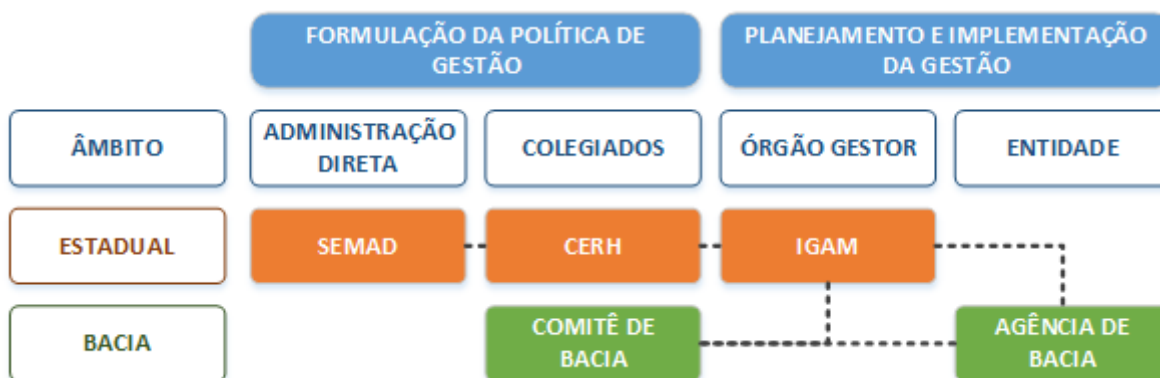 FORMULAÇÃO DA POLÍTICA DE
GESTÃO
PLANEJAMENTO E IMPLEMENTAÇÃO
DA GESTÃO
ÂMBITO
ADMINISTRAÇÃO
DIRETA
COLEGIADOS
ÓRGÃO GESTOR
ENTIDADE
ESTADUAL
SEMAD
CERH
IGAM
BACIA
COMITÊ DE
BACIA
AGÊNCIA DE
BACIA